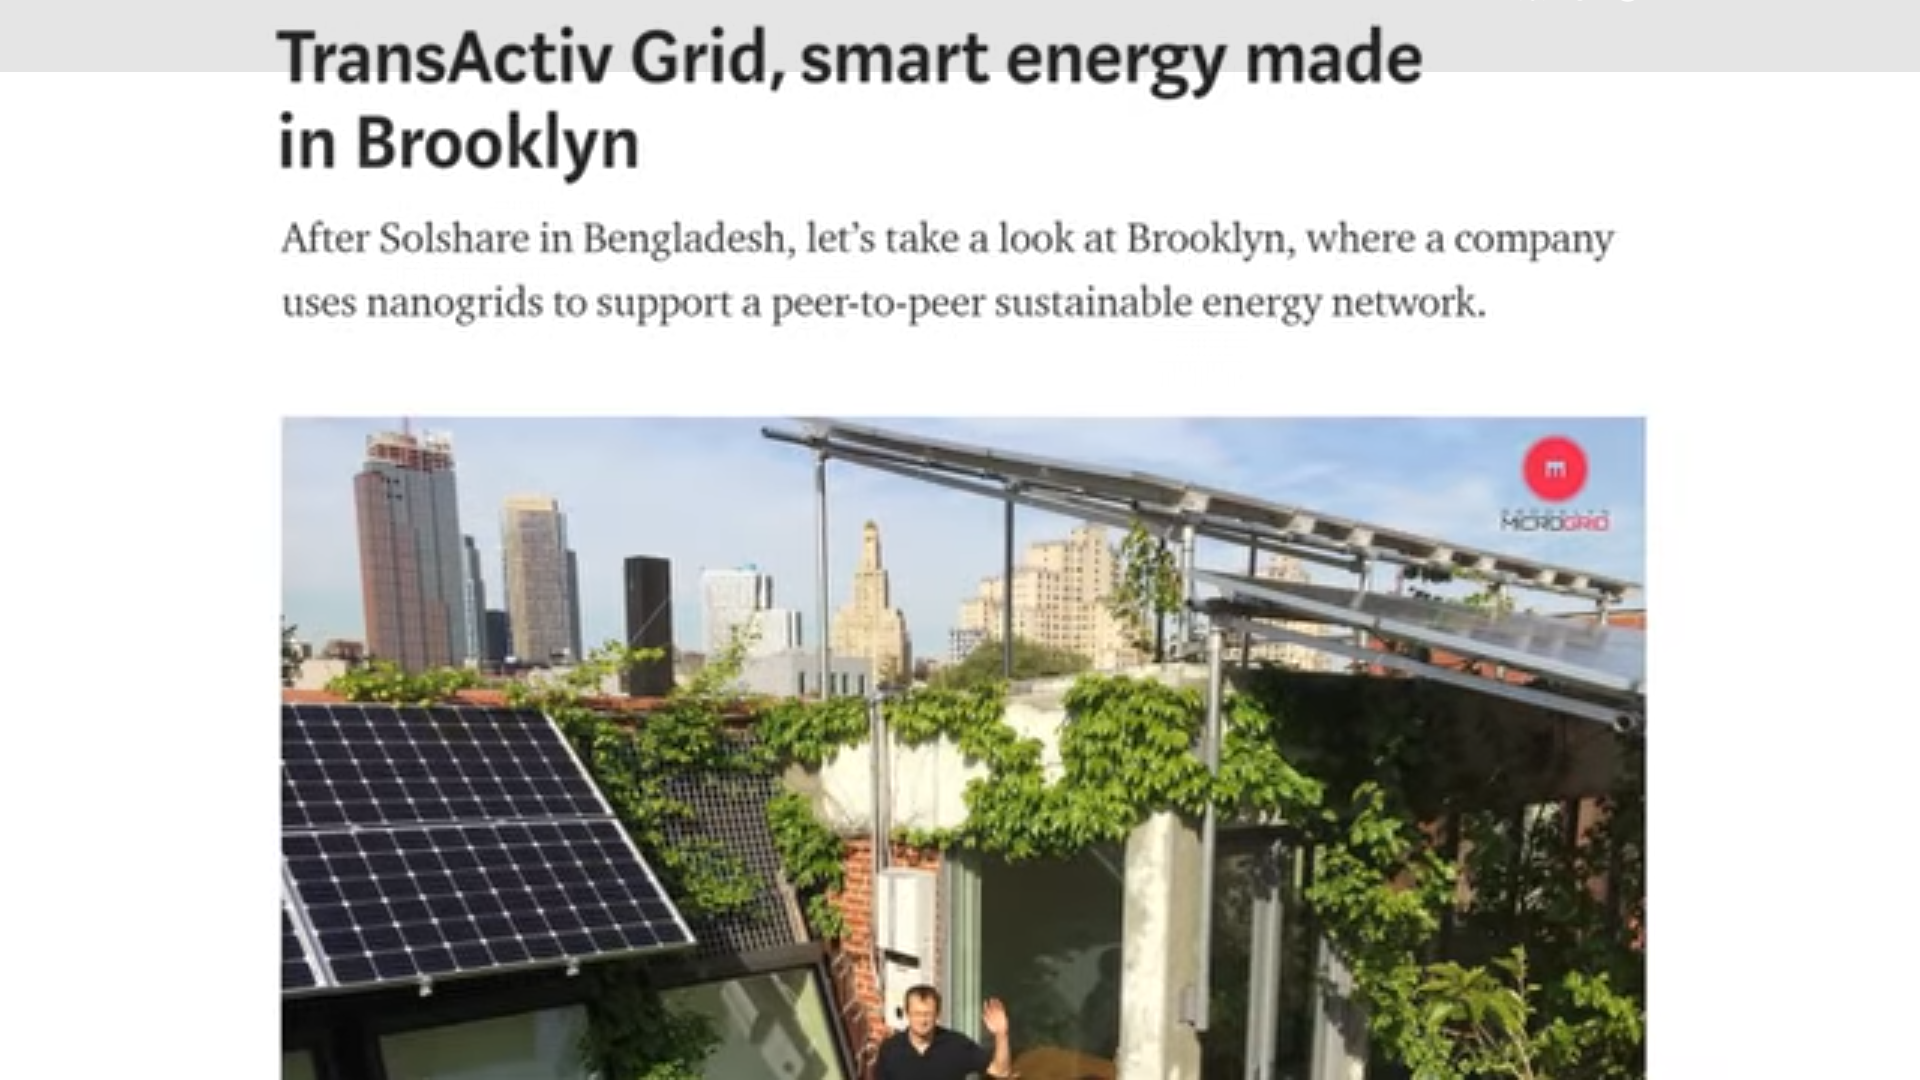 TransActiv Grid, smart energy made
in Brooklyn
After Solshare in Bengladesh, let’s take a look at Brooklyn, where a company
uses nanogrids to support a peer-to-peer sustainable energy network.
m
BROOKLYN
MICROGRID